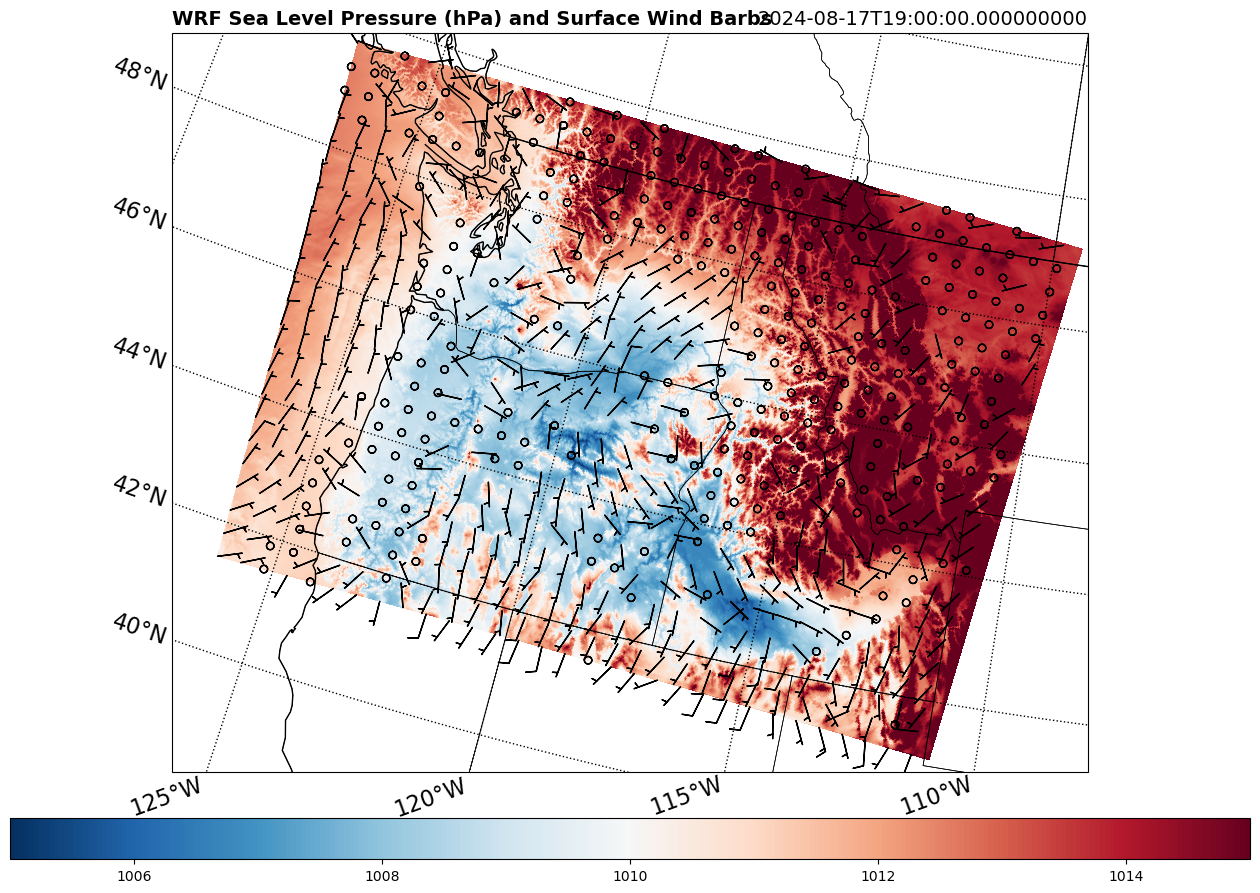 WRF Sea Level Pressure (hPa) and Surface Wind Barbs
2024-08-17T19:00:00.000000000
48°N
46°N
44°N
42°N
40°N
125°W 120°W 115°W 110°W
1006 1008 1010 1012 1014